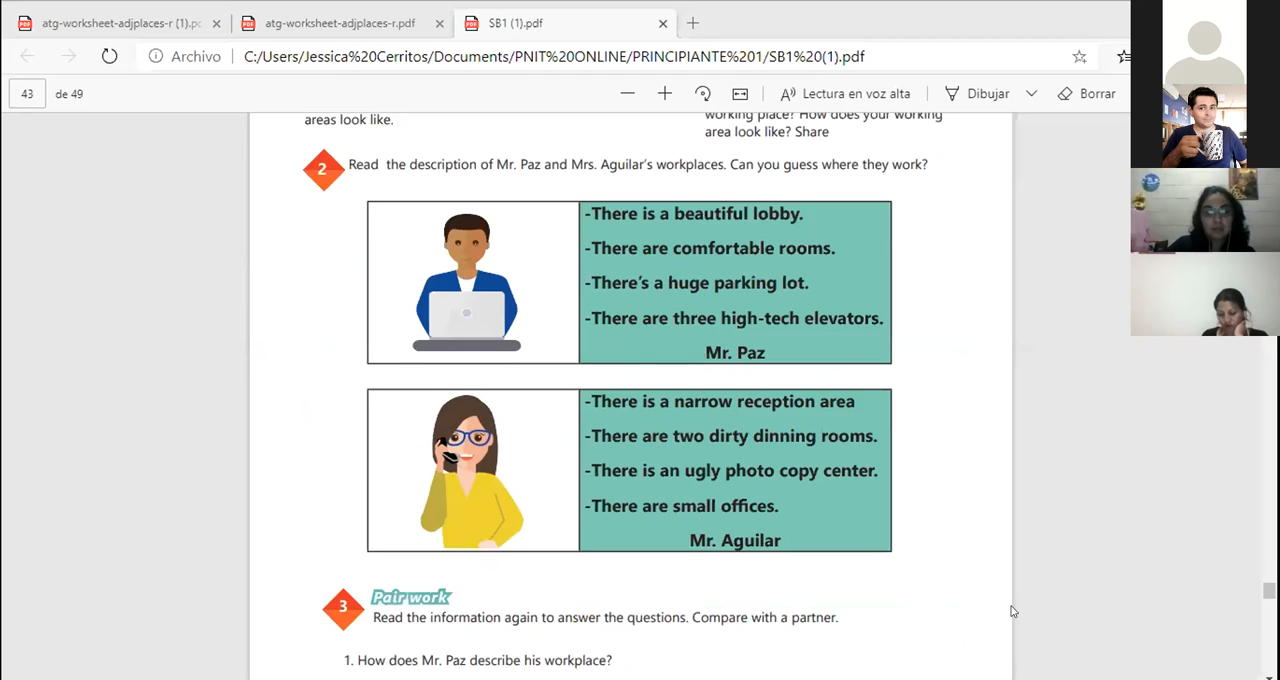 atg-worksheet-adjplaces-r (1).pc
atg-worksheet-adjplaces-r.pdf
SB1 (1).pdf
Archivo
C:/Users/Jessica%20Cerritos/Documents/PNIT%20ONLINE/PRINCIPIANTE%201/SB1%20(1).pdf
43 de 49
Lectura en voz alta
Dibujar
Borrar
areas look like.
working place? How does your working
area look like? Share
2
Read the description of Mr. Paz and Mrs. Aguilar's workplaces. Can you guess where they work?
-There is a beautiful lobby.
-There are comfortable rooms.
-There's a huge parking lot.
-There are three high-tech elevators.
Mr. Paz
-There is a narrow reception area
-There are two dirty dinning rooms.
-There is an ugly photo copy center.
-There are small offices.
Mr. Aguilar
3
Pair work
Read the information again to answer the questions. Compare with a partner.
1. How does Mr. Paz describe his workplace?